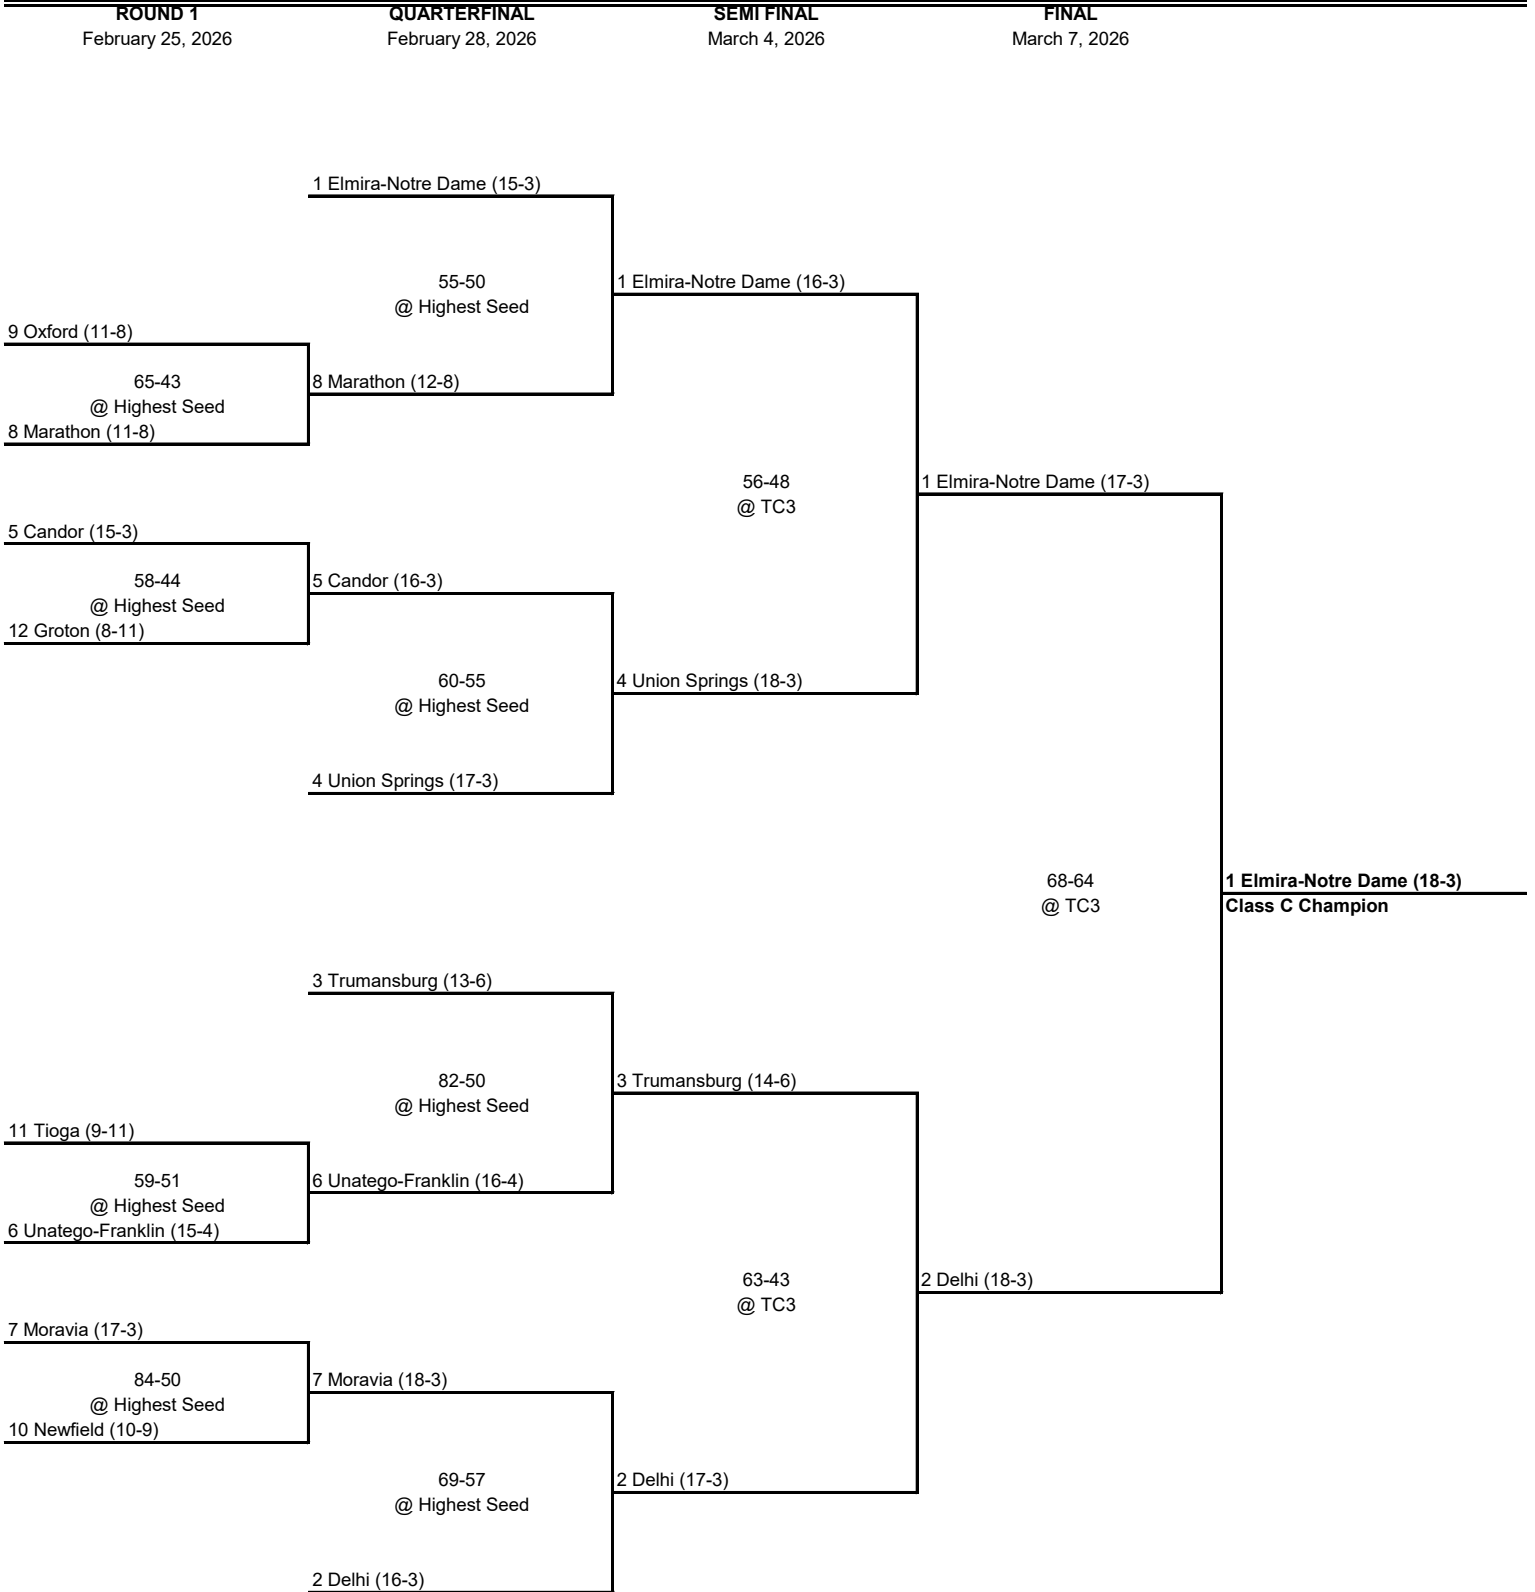 ROUND 1
February 25, 2026
QUARTERFINAL
February 28, 2026
SEMI FINAL
March 4, 2026
FINAL
March 7, 2026
1 Elmira-Notre Dame (15-3)
55-50
@ Highest Seed
1 Elmira-Notre Dame (16-3)
9 Oxford (11-8)
65-43
@ Highest Seed
8 Marathon (12-8)
8 Marathon (11-8)
56-48
@ TC3
1 Elmira-Notre Dame (17-3)
5 Candor (15-3)
58-44
@ Highest Seed
5 Candor (16-3)
12 Groton (8-11)
60-55
@ Highest Seed
4 Union Springs (18-3)
4 Union Springs (17-3)
68-64
@ TC3
1 Elmira-Notre Dame (18-3)
Class C Champion
3 Trumansburg (13-6)
82-50
@ Highest Seed
3 Trumansburg (14-6)
11 Tioga (9-11)
59-51
@ Highest Seed
6 Unatego-Franklin (16-4)
6 Unatego-Franklin (15-4)
63-43
@ TC3
2 Delhi (18-3)
7 Moravia (17-3)
84-50
@ Highest Seed
7 Moravia (18-3)
10 Newfield (10-9)
69-57
@ Highest Seed
2 Delhi (17-3)
2 Delhi (16-3)